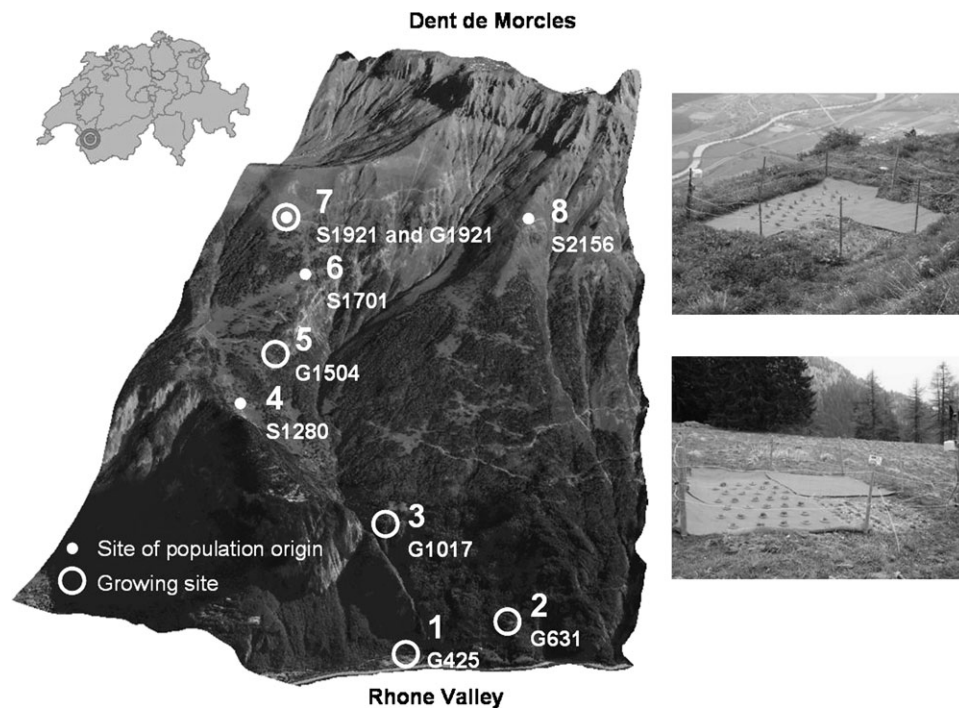 Dent de Morcles
7
S1921 and G1921
8
S2156
6
S1701
5
G1504
4
S1280
3
G1017
Site of population origin
Growing site
2
G631
1
G425
Rhone Valley